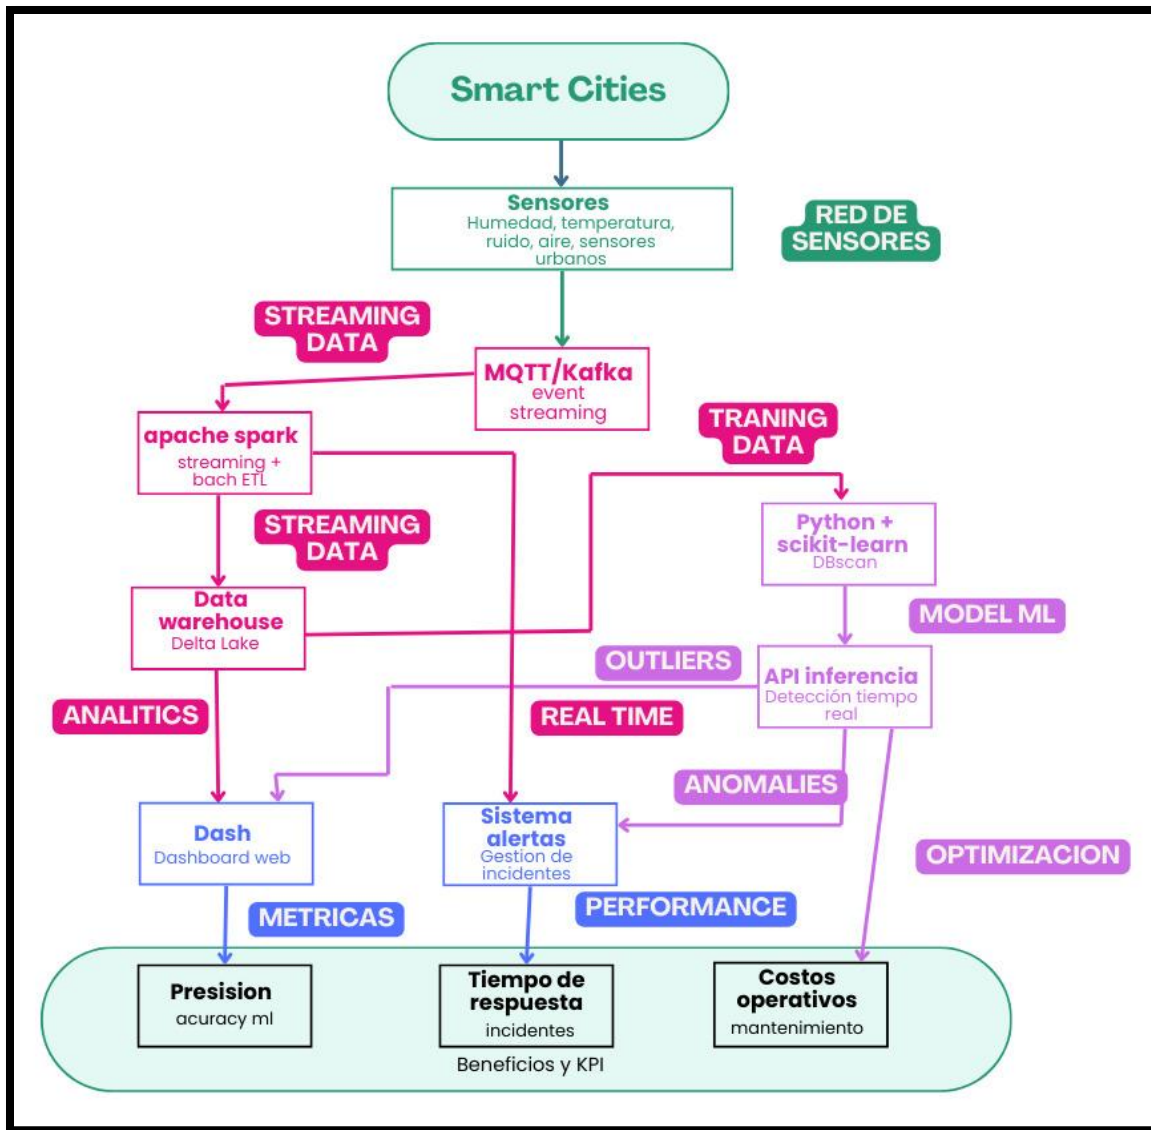 Smart Cities
Sensores
Humedad, temperatura,
ruido, aire, sensores
urbanos
RED DE
SENSORES
STREAMING
DATA
MQTT/Kafka
event
streaming
apache spark
streaming +
bach ETL
TRANING
DATA
STREAMING
DATA
Python +
scikit-learn
DBscan
Data
warehouse
Delta Lake
MODEL ML
OUTLIERS
API inferencia
Detección tiempo
real
ANALITICS
REAL TIME
ANOMALIES
Dash
Dashboard web
Sistema
alertas
Gestion de
incidentes
OPTIMIZACION
METRICAS
PERFORMANCE
Presision
acuracy ml
Tiempo de
respuesta
incidentes
Costos
operativos
mantenimiento
Beneficios y KPI